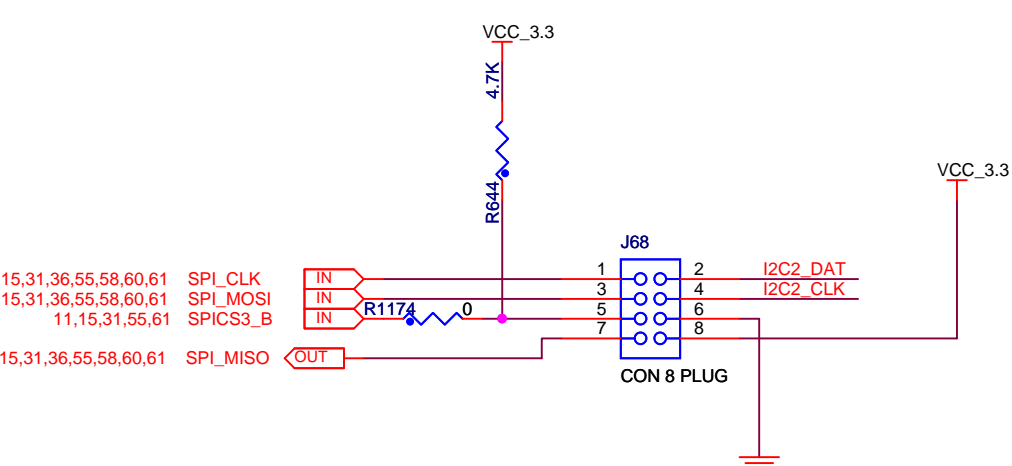 VCC_3.3
4.7K
R644
VCC_3.3
J68
15,31,36,55,58,60,61 SPI_CLK IN 1 2 I2C2_DAT
15,31,36,55,58,60,61 SPI_MOSI IN 3 4 I2C2_CLK
11,15,31,55,61 SPICS3_B IN R1174 0 5 6
15,31,36,55,58,60,61 SPI_MISO OUT 7 8
CON 8 PLUG